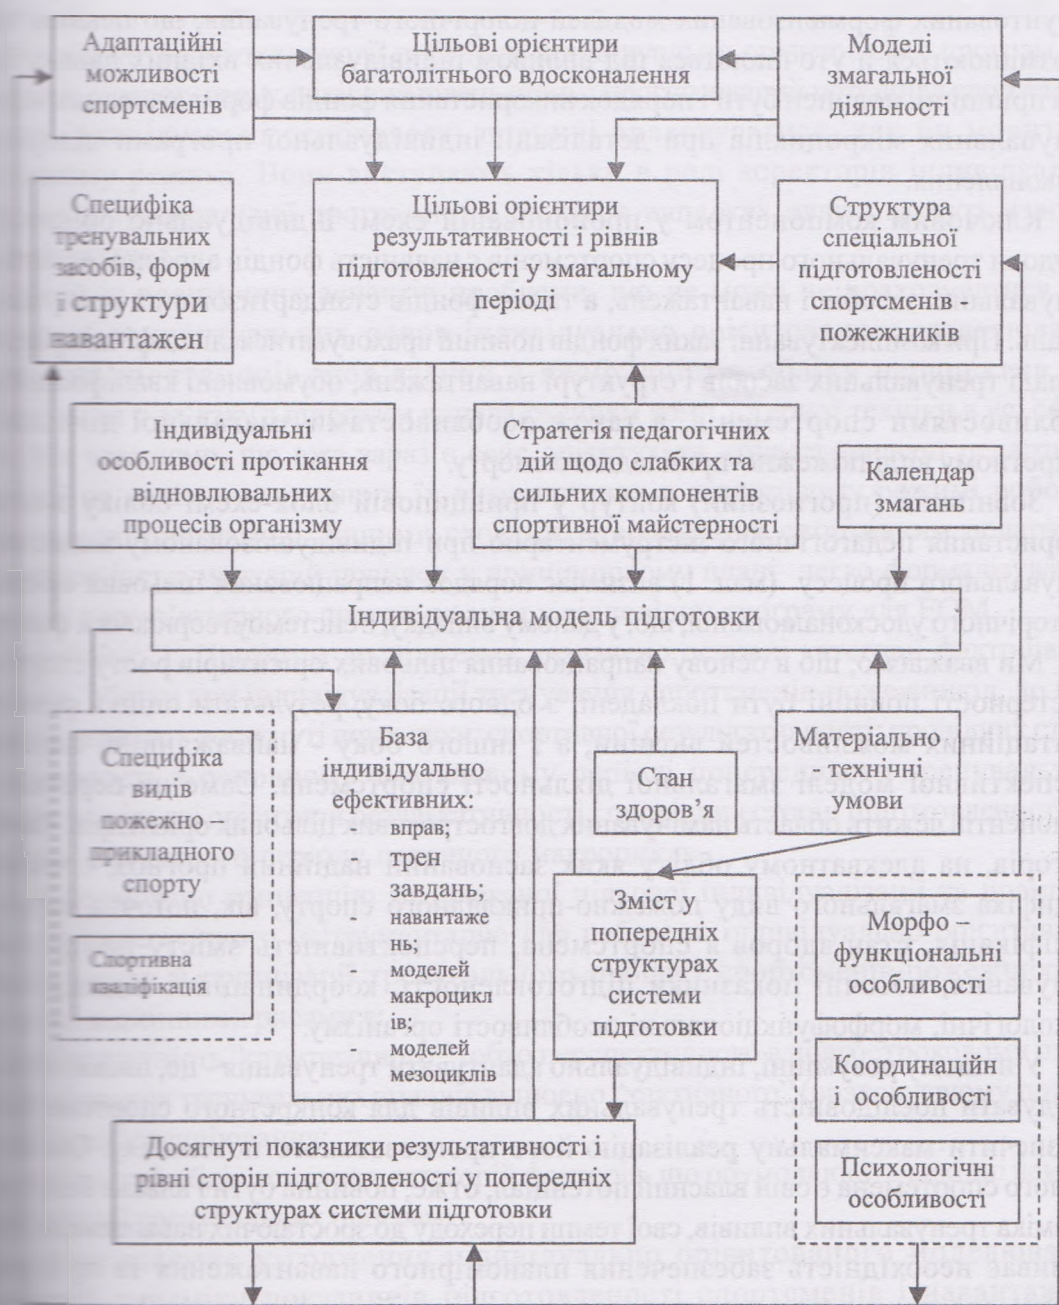 Адаптаційні
можливості
спортсменів
Цільові орієнтири
багатолітнього вдосконалення
Моделі
змагальної
діяльності
Специфіка
тренувальних
засобів, форм
і структури
навантажен
Цільові орієнтири
результативності і рівнів
підготовленості у змагальному
періоді
Структура
спеціальної
підготовленості
спортсменів -
пожежників
Індивідуальні
особливості протікання
відновлювальних
процесів організму
Стратегія педагогічних
дій щодо слабких та
сильних компонентів
спортивної майстерності
Календар
змагань
Індивідуальна модель підготовки
Специфіка
видів
пожежно-
прикладного
спорту
Спортивна
кваліфікація
База
індивідуально
ефективних:
- вправ;
- трен
завдань;
- навантаже
нь;
- моделей
макроцикл
ів;
- моделей
мезоциклів
Стан
здоров’я
Матеріально -
- технічні
умови
Зміст у
попередніх
структурах
системи
підготовки
Морфо
функціональні
особливості
Координаційн
особливості
Психологічні
особливості
Досягнуті показники результативності і
рівні сторін підготовленості у попередніх
структурах системи підготовки